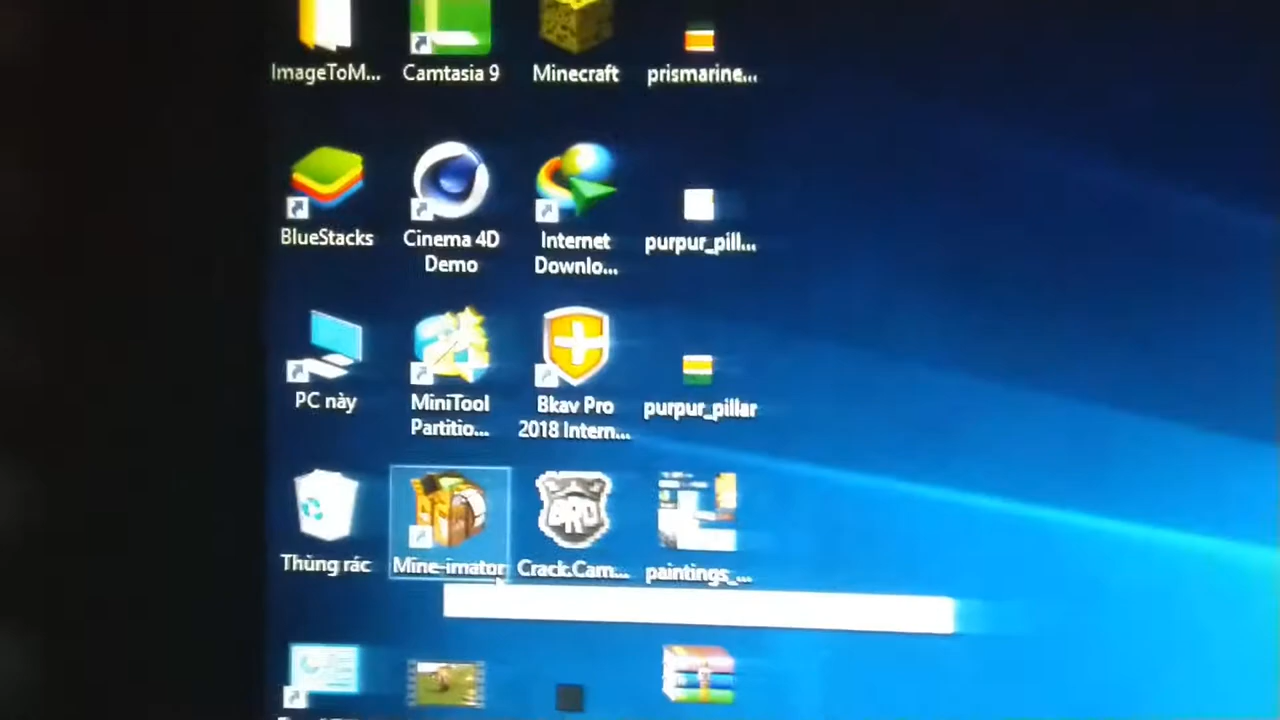 ImageToM...
Camtasia 9
Minecraft
prismarine...
BlueStacks
Cinema 4D
Demo
Internet
Downlo...
purpur_pill...
PC này
MiniTool
Partitio...
Bkav Pro
2018 Intern...
purpur_pillar
Thùng rác
Mine-imator
Crack.Cam...
paintings_...